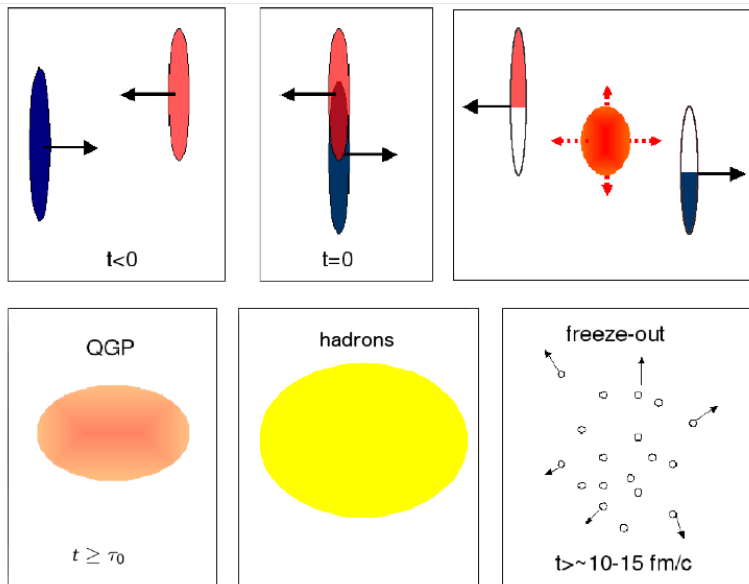 t<0
t=0
QGP
t ≥ τ₀
hadrons
freeze-out
t>~10-15 fm/c